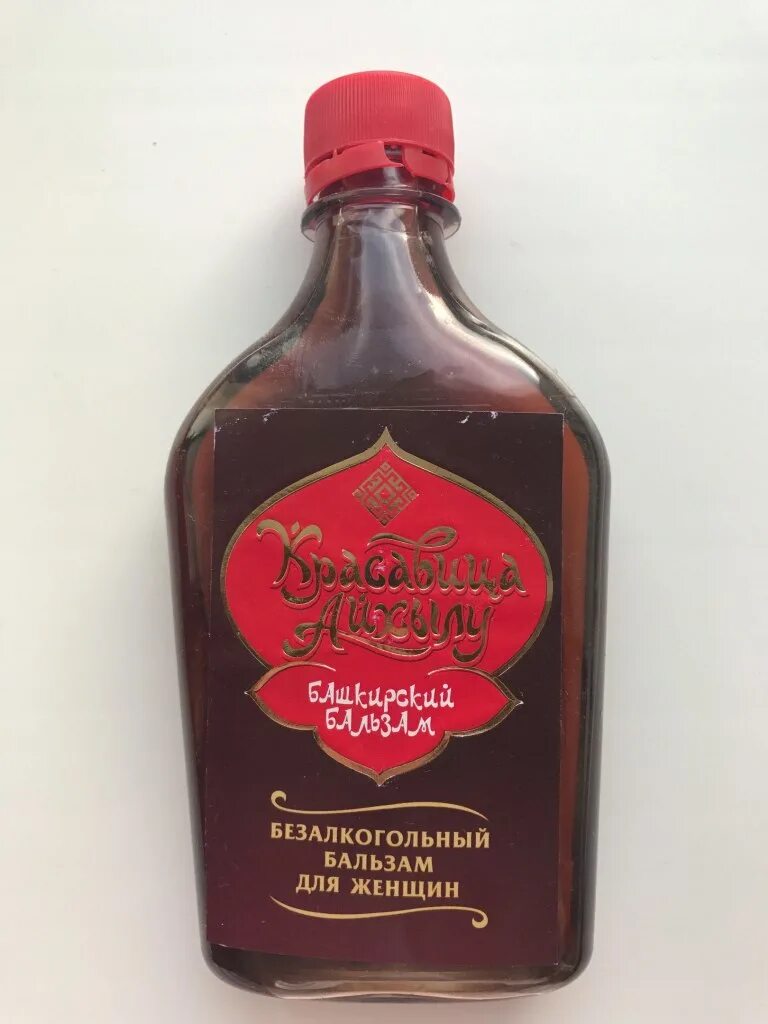 Красавица
Айхылу
БАШКИРСКИЙ
БАЛЬЗАМ
БЕЗАЛКОГОЛЬНЫЙ
БАЛЬЗАМ
ДЛЯ ЖЕНЩИН